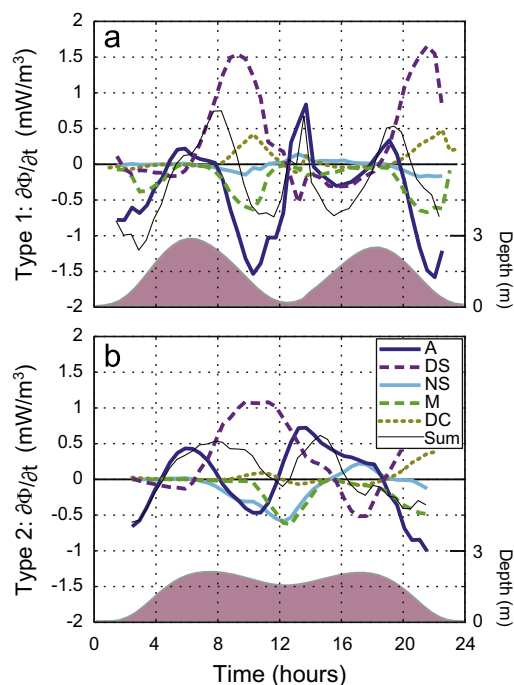 a
2
1.5
1
0.5
0
-0.5
-1
-1.5
-2
Type 1: ∂Φ/∂t (mW/m³)
3
0
Depth (m)
b
2
1.5
1
0.5
0
-0.5
-1
-1.5
-2
Type 2: ∂Φ/∂t (mW/m³)
A
DS
NS
M
DC
Sum
3
0
Depth (m)
0 4 8 12 16 20 24
Time (hours)